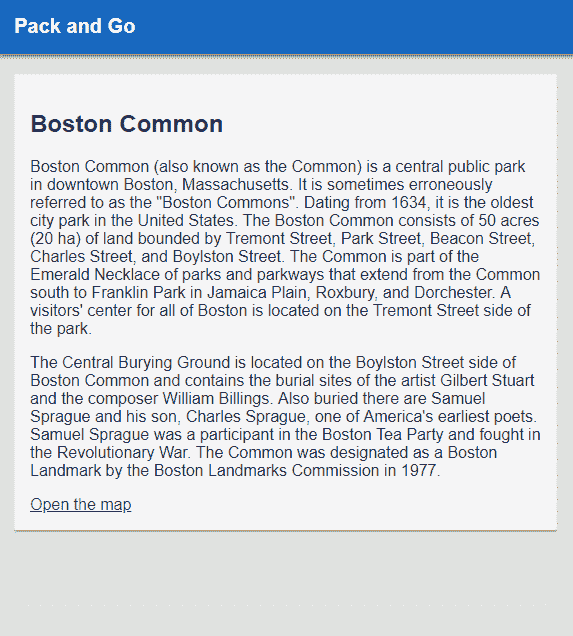 Pack and Go
Boston Common
Boston Common (also known as the Common) is a central public park
in downtown Boston, Massachusetts. It is sometimes erroneously
referred to as the "Boston Commons". Dating from 1634, it is the oldest
city park in the United States. The Boston Common consists of 50 acres
(20 ha) of land bounded by Tremont Street, Park Street, Beacon Street,
Charles Street, and Boylston Street. The Common is part of the
Emerald Necklace of parks and parkways that extend from the Common
south to Franklin Park in Jamaica Plain, Roxbury, and Dorchester. A
visitors' center for all of Boston is located on the Tremont Street side of
the park.
The Central Burying Ground is located on the Boylston Street side of
Boston Common and contains the burial sites of the artist Gilbert Stuart
and the composer William Billings. Also buried there are Samuel
Sprague and his son, Charles Sprague, one of America's earliest poets.
Samuel Sprague was a participant in the Boston Tea Party and fought in
the Revolutionary War. The Common was designated as a Boston
Landmark by the Boston Landmarks Commission in 1977.
Open the map